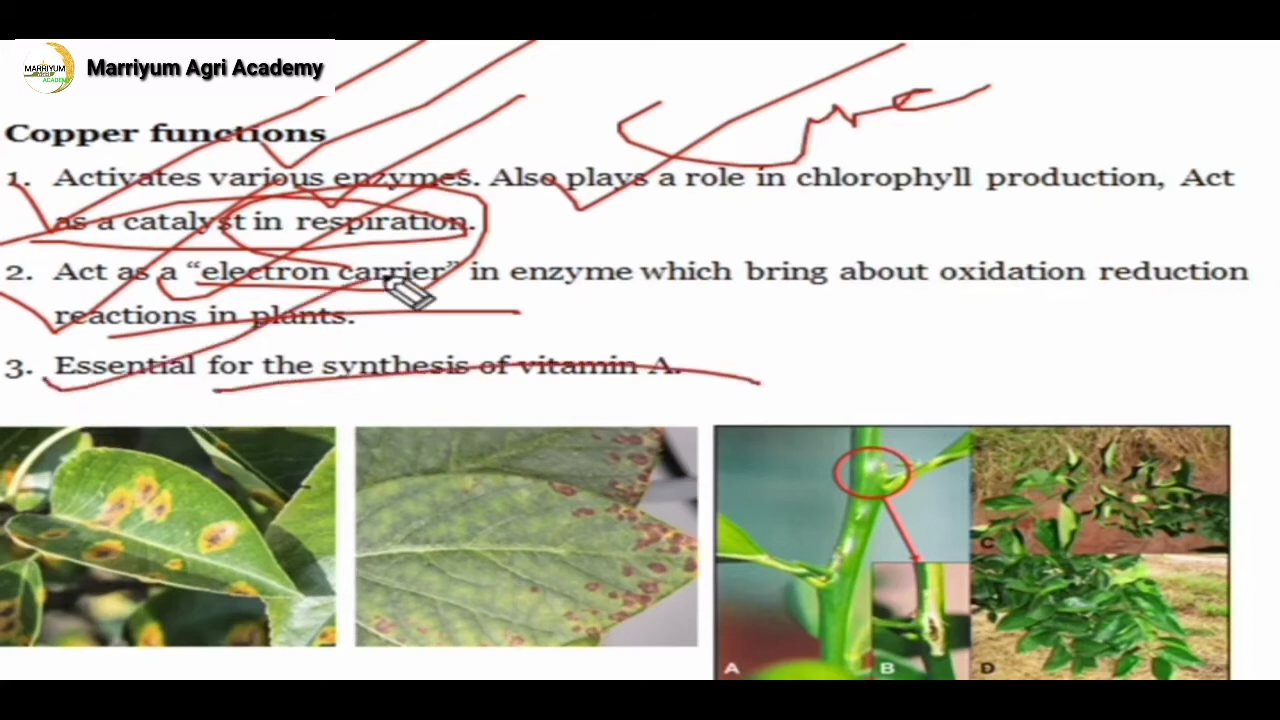 MARRIYUM
ACADEMY
Marriyum Agri Academy
Copper functions
1. Activates various enzymes. Also plays a role in chlorophyll production, Act
as a catalyst in respiration.
2. Act as a “electron carrier” in enzyme which bring about oxidation reduction
reactions in plants.
3. Essential for the synthesis of vitamin A.
A
B
C
D